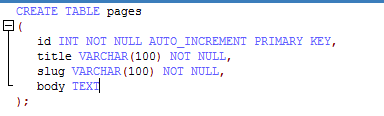 CREATE TABLE pages
(
id INT NOT NULL AUTO_INCREMENT PRIMARY KEY,
title VARCHAR(100) NOT NULL,
slug VARCHAR(100) NOT NULL,
body TEXT
);